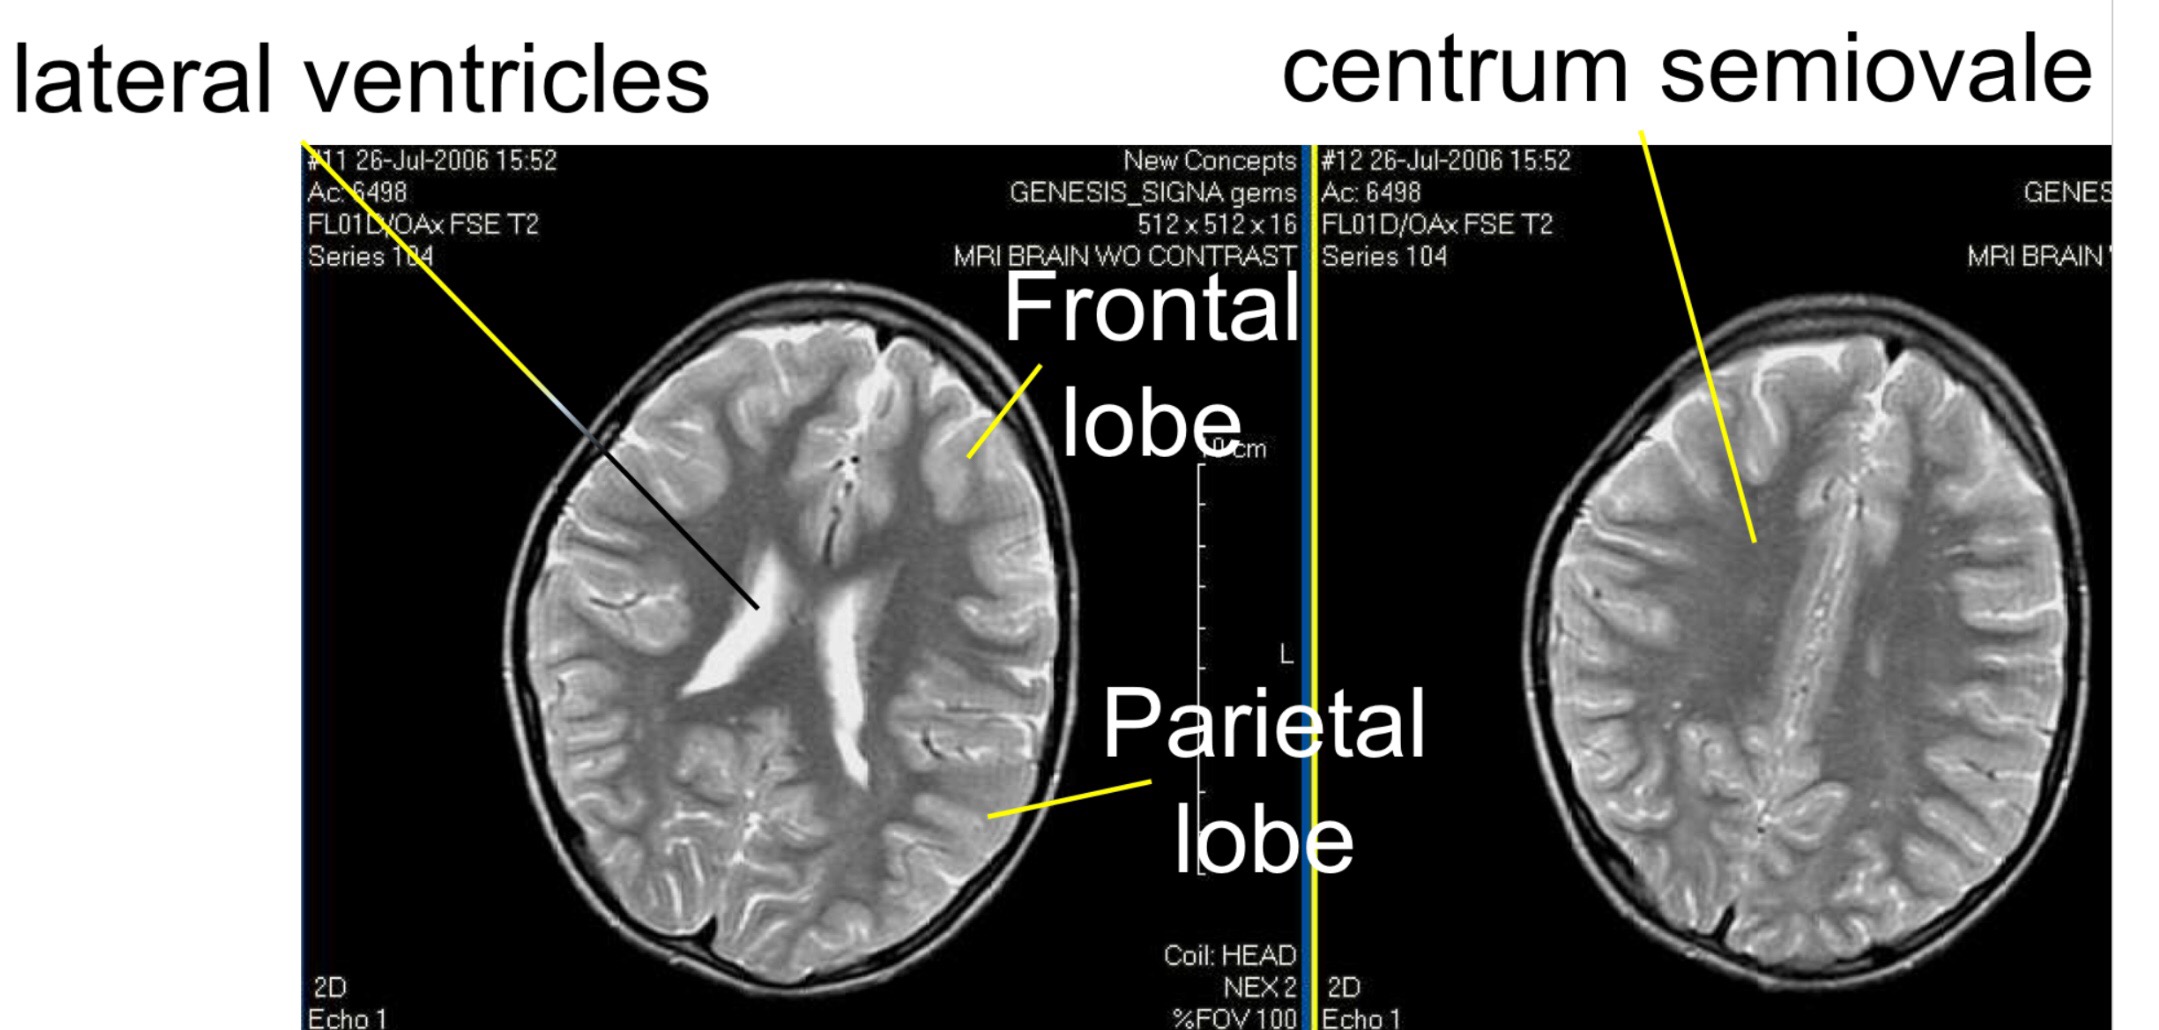 lateral ventricles
centrum semiovale
#11 26-Jul-2006 15:52
Ac: 6498
FL01D/OAx FSE T2
Series 104
New Concepts
GENESIS_SIGNA gems
512 x 512 x 16
MRI BRAIN WO CONTRAST
Frontal
lobe
10 cm
L
Parietal
lobe
Coil: HEAD
NEX 2
%FOV 100
2D
Echo 1
#12 26-Jul-2006 15:52
Ac: 6498
FL01D/OAx FSE T2
Series 104
GENES
MRI BRAIN
2D
Echo 1